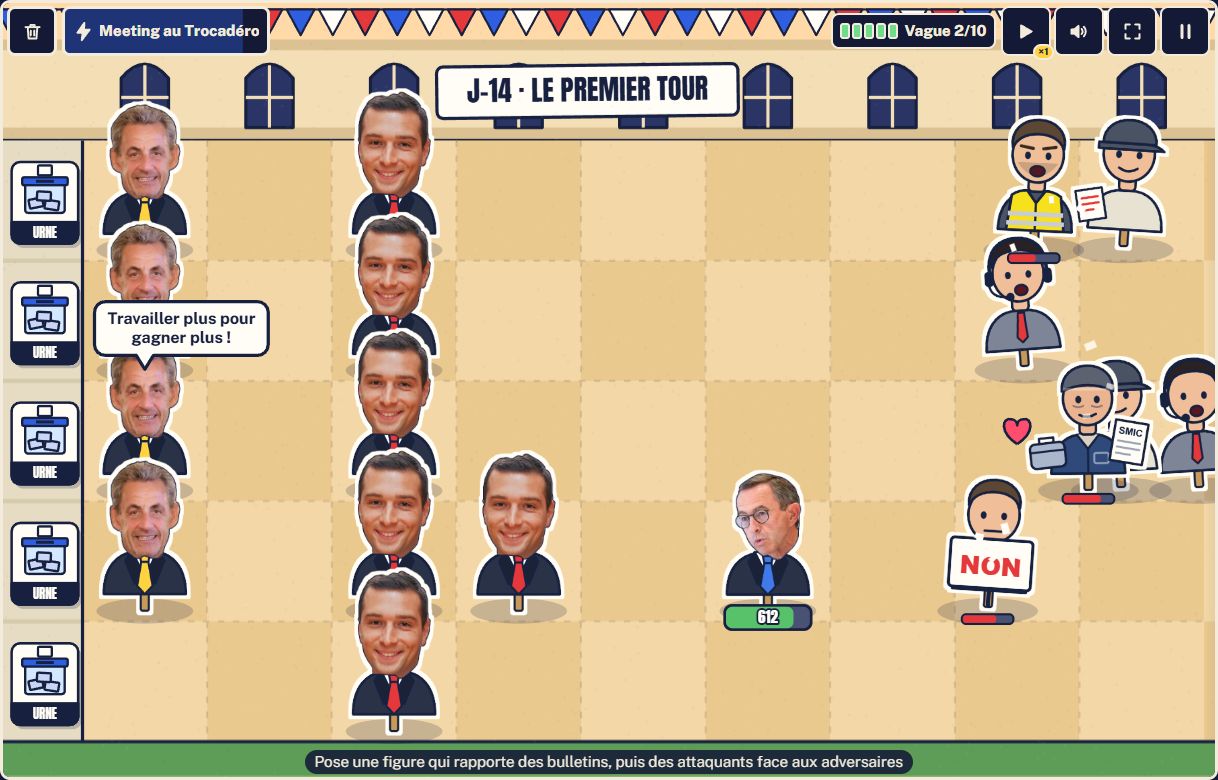 Meeting au Trocadéro
Vague 2/10
×1
J-14 · LE PREMIER TOUR
URNE
URNE
Travailler plus pour
gagner plus !
URNE
SMIC
URNE
NON
612
URNE
Pose une figure qui rapporte des bulletins, puis des attaquants face aux adversaires